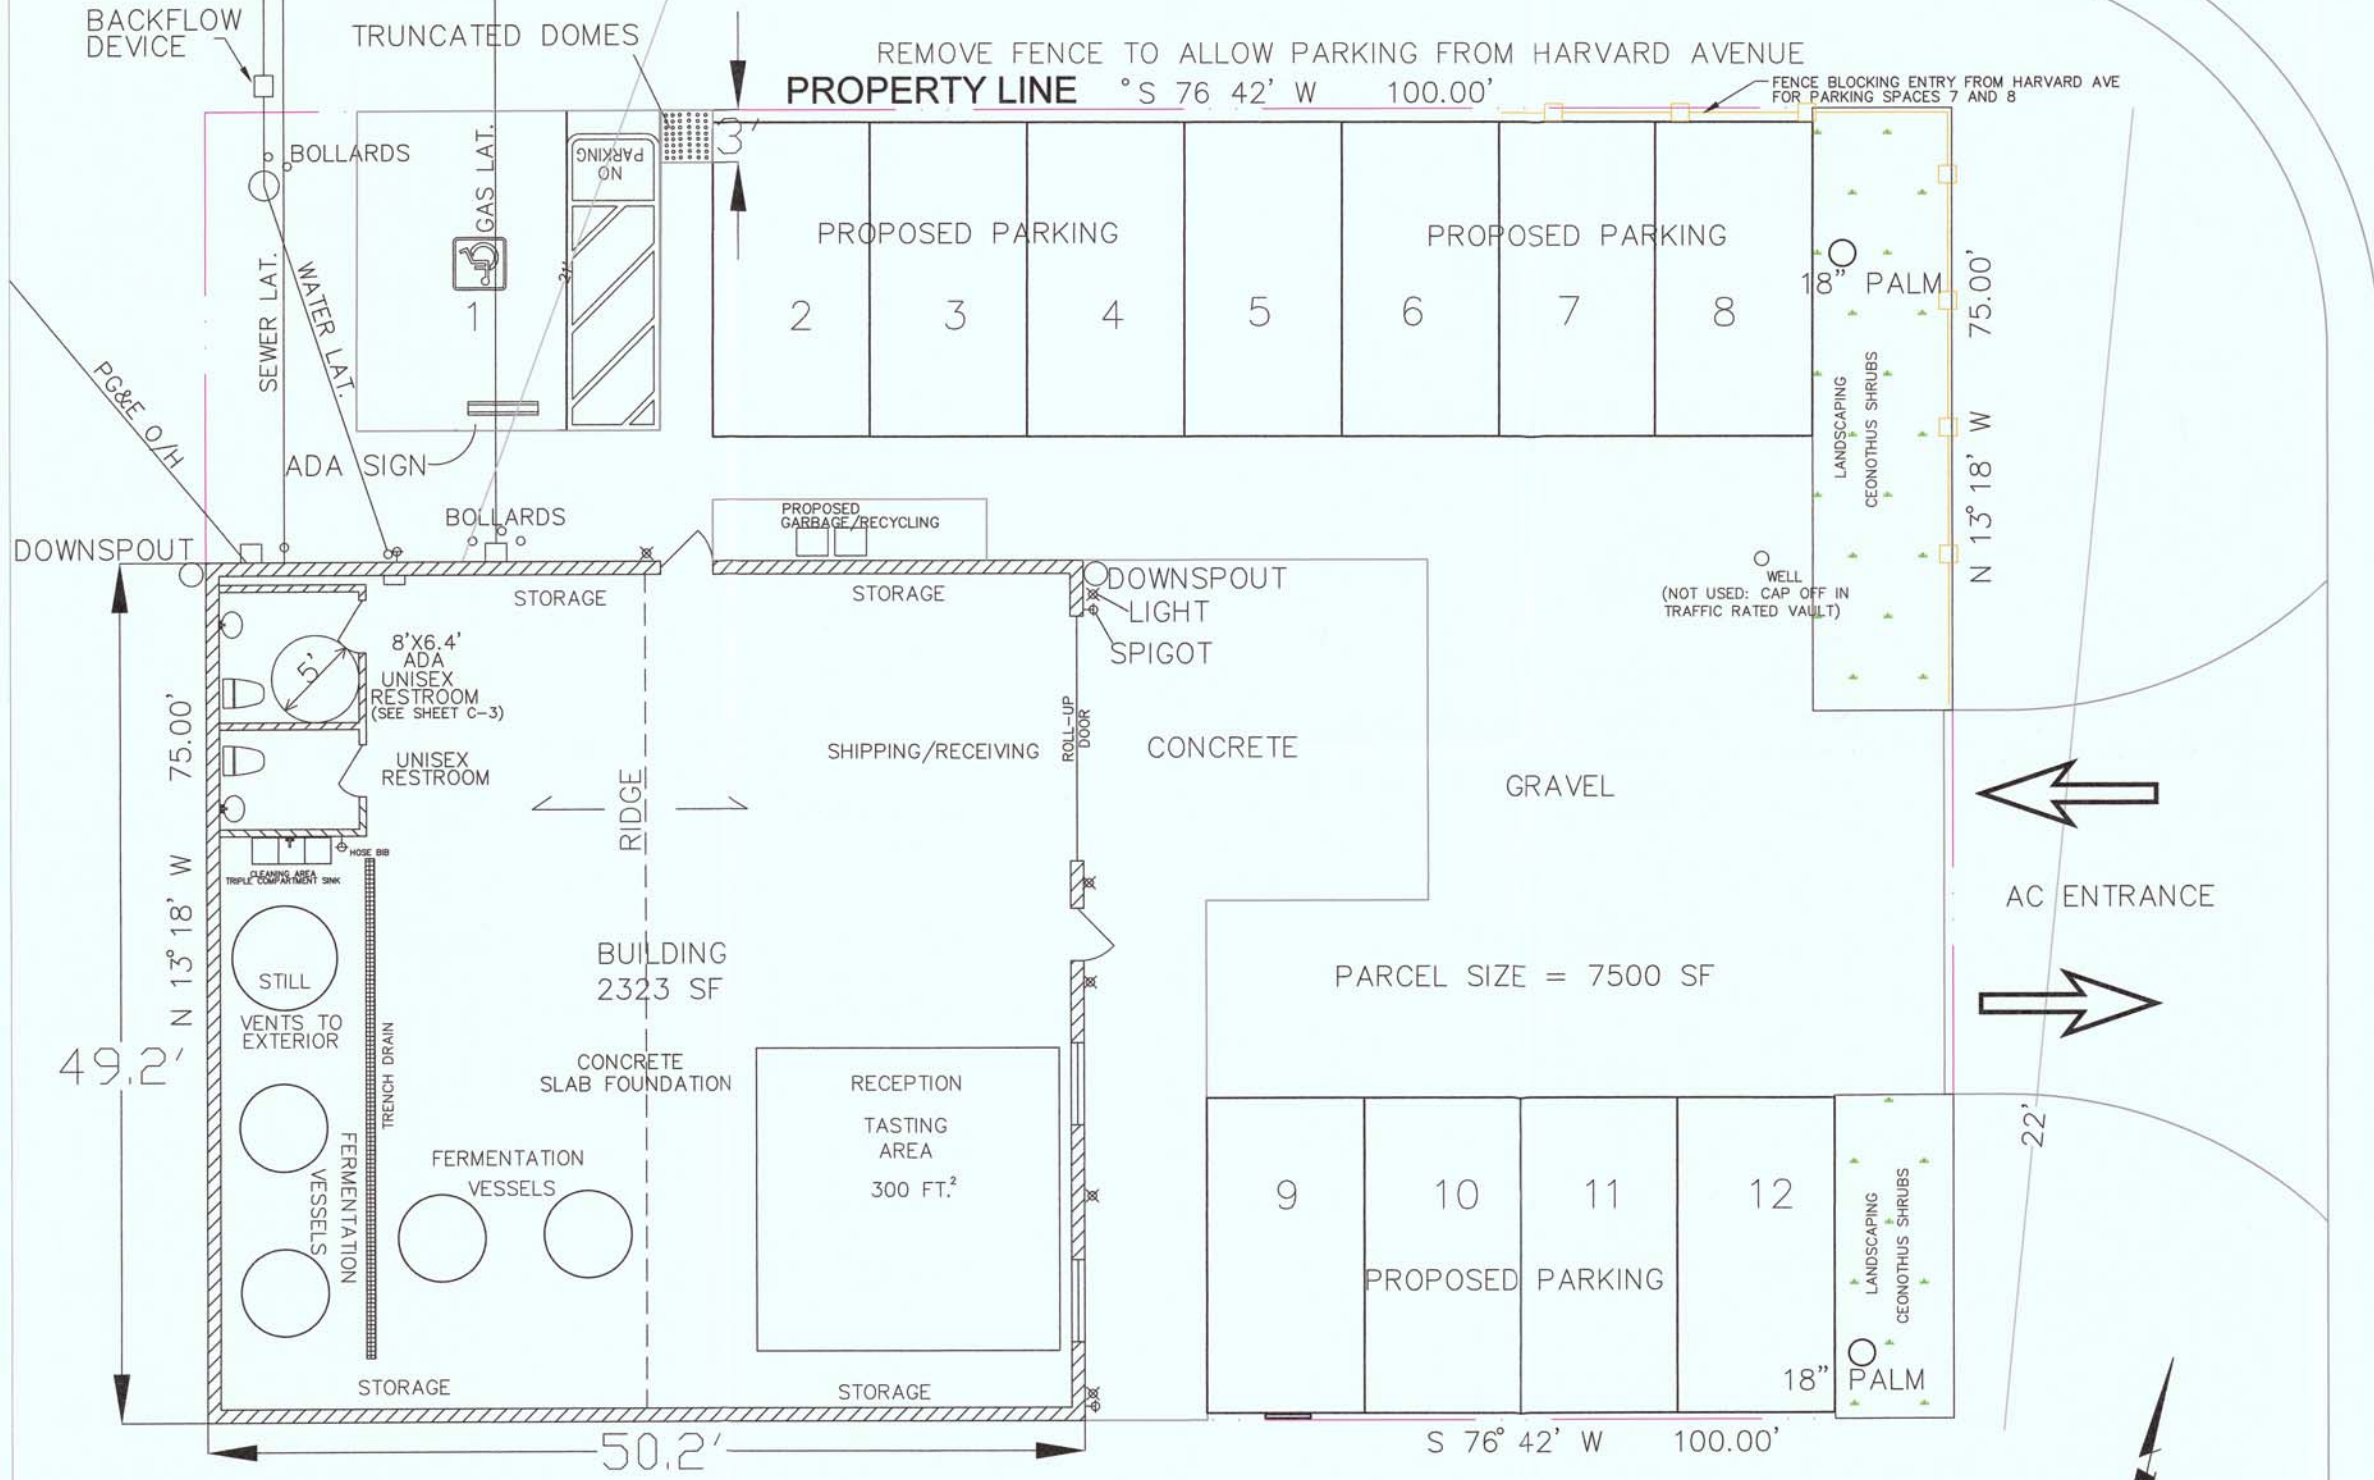 BACKFLOW
DEVICE
TRUNCATED DOMES
REMOVE FENCE TO ALLOW PARKING FROM HARVARD AVENUE
PROPERTY LINE °S 76 42' W 100.00'
FENCE BLOCKING ENTRY FROM HARVARD AVE
FOR PARKING SPACES 7 AND 8
3'
BOLLARDS
GAS LAT.
NO
PARKING
21'
SEWER LAT.
WATER LAT.
PG&E O/H
1
ADA SIGN
PROPOSED PARKING
PROPOSED PARKING
2
3
4
5
6
7
8
18" PALM
LANDSCAPING
CEONOTHUS SHRUBS
N 13° 18' W 75.00'
BOLLARDS
PROPOSED
GARBAGE/RECYCLING
DOWNSPOUT
STORAGE
STORAGE
DOWNSPOUT
LIGHT
SPIGOT
WELL
(NOT USED: CAP OFF IN
TRAFFIC RATED VAULT)
5'
8'X6.4'
ADA
UNISEX
RESTROOM
(SEE SHEET C-3)
UNISEX
RESTROOM
SHIPPING/RECEIVING
ROLL-UP
DOOR
CONCRETE
GRAVEL
RIDGE
HOSE BIB
CLEANING AREA
TRIPLE COMPARTMENT SINK
N 13° 18' W 75.00'
49.2'
AC ENTRANCE
BUILDING
2323 SF
PARCEL SIZE = 7500 SF
STILL
VENTS TO
EXTERIOR
TRENCH DRAIN
CONCRETE
SLAB FOUNDATION
RECEPTION
TASTING
AREA
300 FT.²
FERMENTATION
VESSELS
FERMENTATION
VESSELS
22'
9
10
11
12
PROPOSED PARKING
LANDSCAPING
CEONOTHUS SHRUBS
18" PALM
STORAGE
STORAGE
50.2'
S 76° 42' W 100.00'